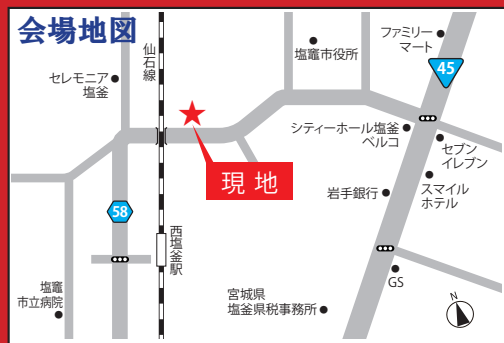 会場地図
仙石線
セレモニア
塩釜
塩竈市役所
ファミリー
マート
45
シティーホール塩釜
ベルコ
セブン
イレブン
現地
岩手銀行
スマイル
ホテル
58
西塩釜駅
塩竈
市立病院
宮城県
塩釜県税事務所
GS
N